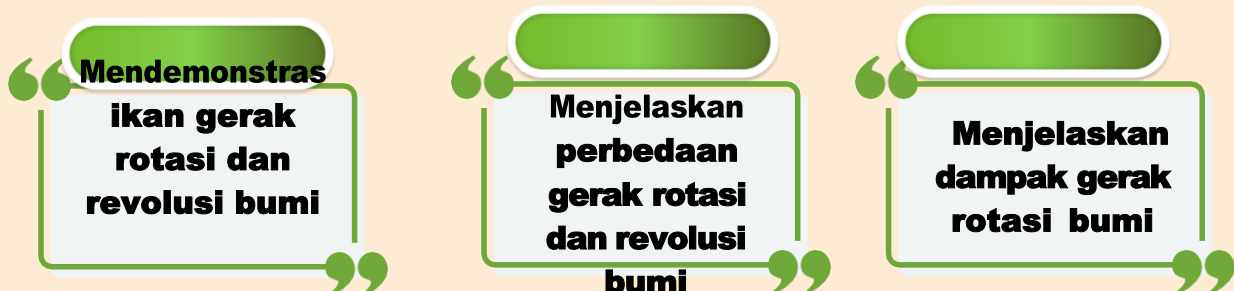 Mendemonstras
ikan gerak
rotasi dan
revolusi bumi
Menjelaskan
perbedaan
gerak rotasi
dan revolusi
bumi
Menjelaskan
dampak gerak
rotasi bumi